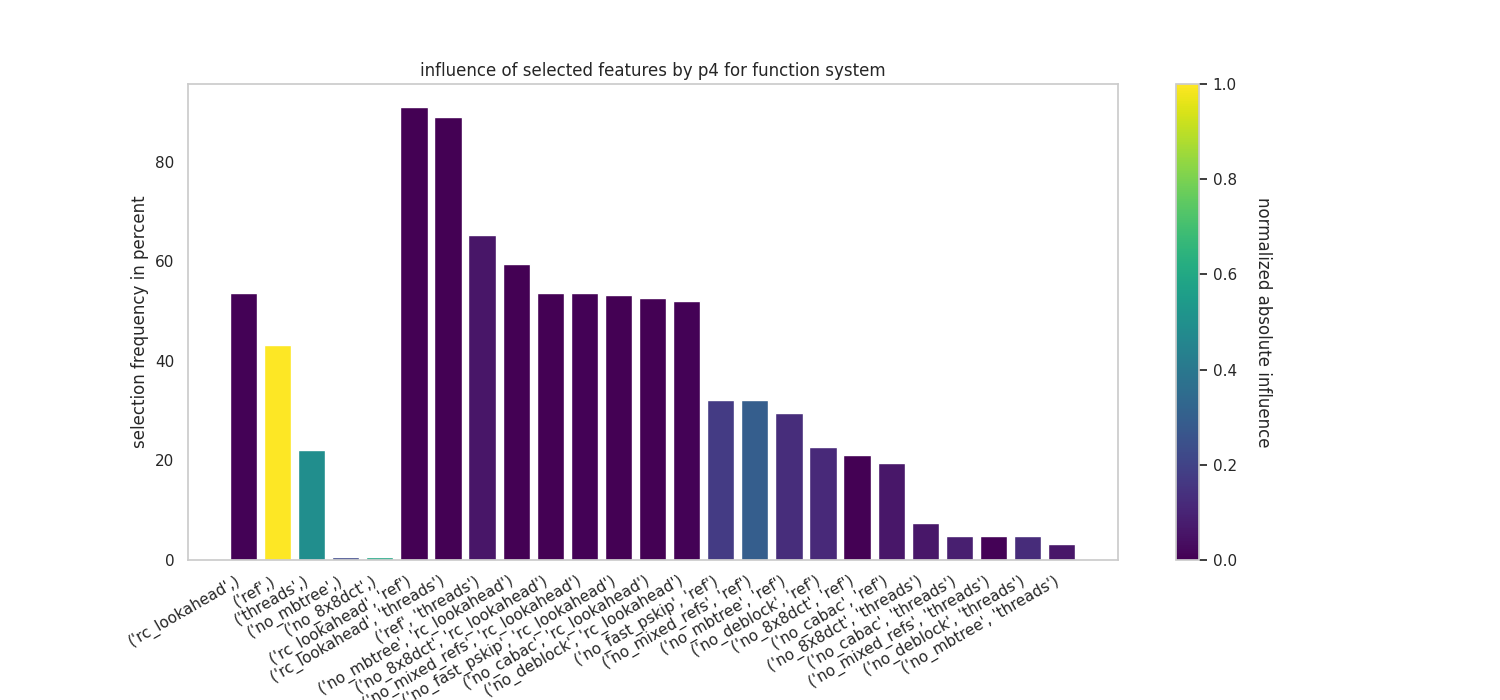 influence of selected features by p4 for function system
selection frequency in percent
80
60
40
20
0
('rc_lookahead',)
('ref',)
('threads',)
('no_mbtree',)
('no_8x8dct',)
('rc_lookahead', 'ref')
('rc_lookahead', 'threads')
('ref', 'threads')
('no_mbtree', 'rc_lookahead')
('no_8x8dct', 'rc_lookahead')
'no_mixed_refs', 'rc_lookahead')
('no_fast_pskip', 'rc_lookahead')
('no_cabac', 'rc_lookahead')
('no_deblock', 'rc_lookahead')
('no_fast_pskip', 'ref')
('no_mixed_refs', 'ref')
('no_mbtree', 'ref')
('no_deblock', 'ref')
('no_8x8dct', 'ref')
('no_cabac', 'ref')
('no_8x8dct', 'threads')
('no_cabac', 'threads')
('no_mixed_refs', 'threads')
('no_deblock', 'threads')
('no_mbtree', 'threads')
1.0
0.8
0.6
0.4
0.2
0.0
normalized absolute influence